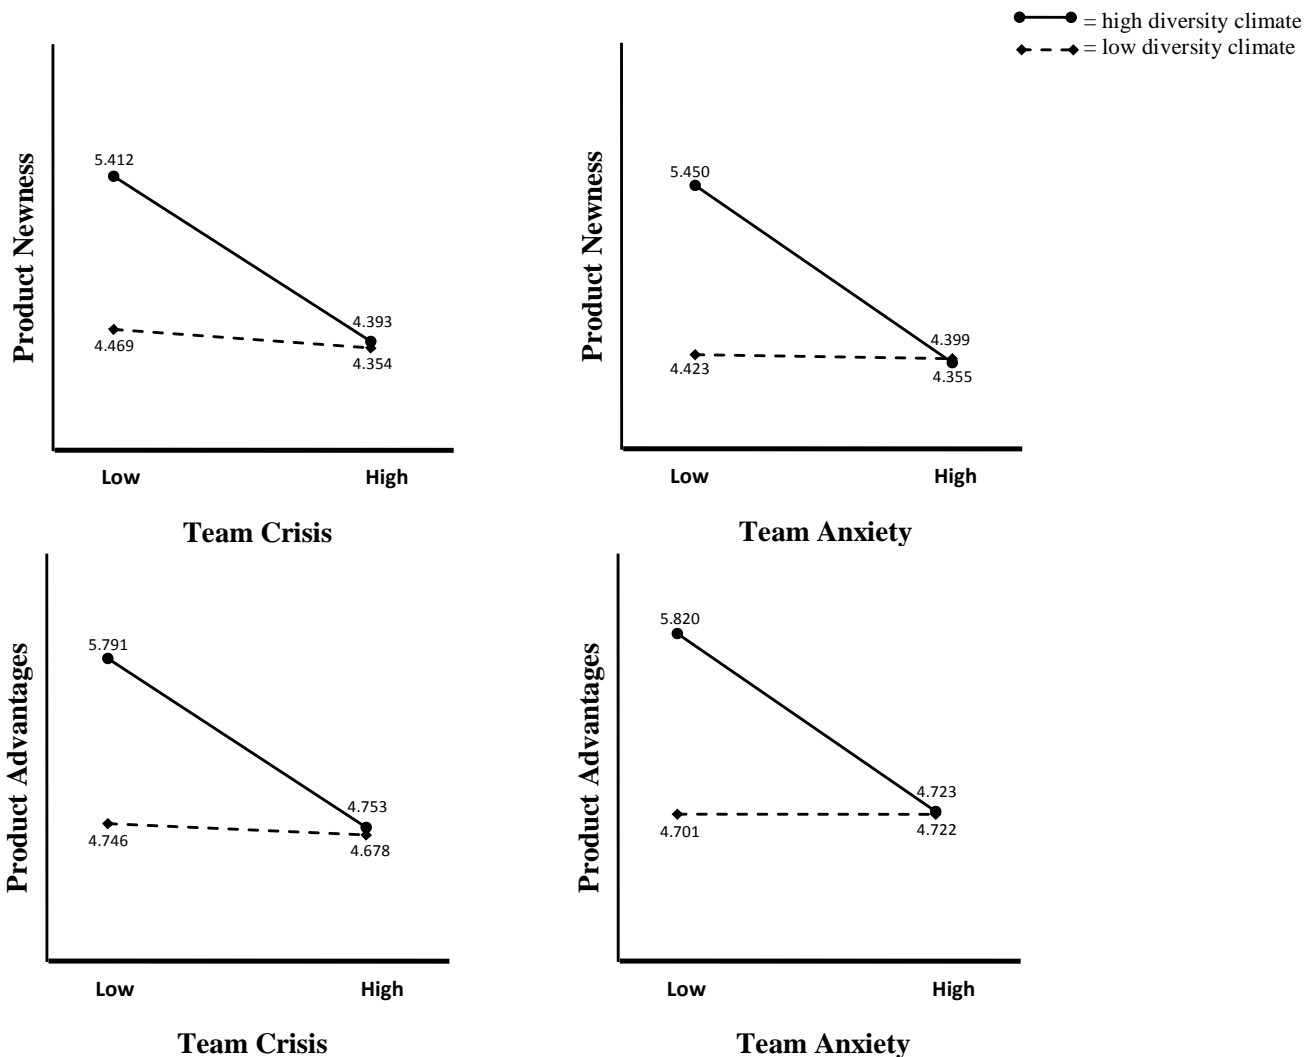 = high diversity climate
= low diversity climate
Product Newness
5.412
4.469
4.393
4.354
Low
High
Team Crisis
Product Newness
5.450
4.423
4.399
4.355
Low
High
Team Anxiety
Product Advantages
5.791
4.746
4.753
4.678
Low
High
Team Crisis
Product Advantages
5.820
4.701
4.723
4.722
Low
High
Team Anxiety